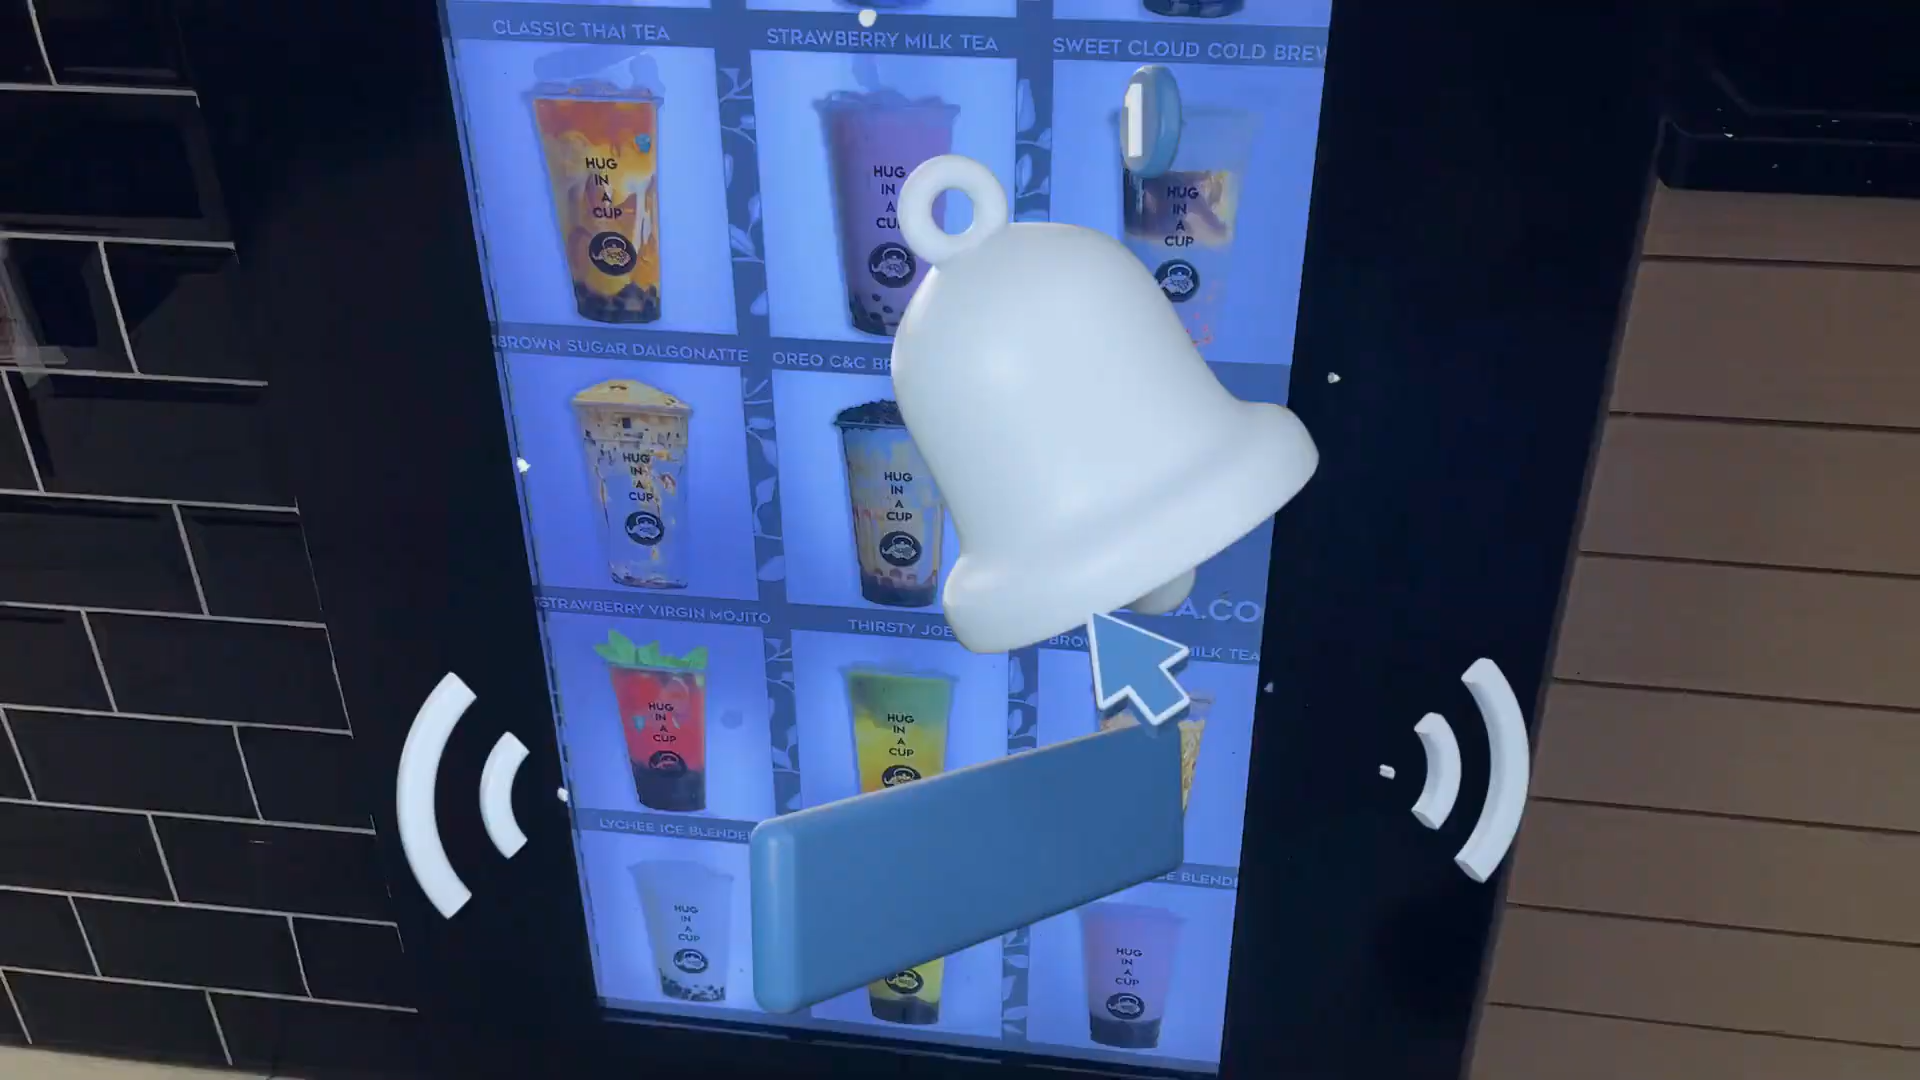 CLASSIC THAI TEA
STRAWBERRY MILK TEA
SWEET CLOUD COLD BREW
HUG
IN
A
CUP
HUG
IN
A
HUG
IN
A
CUP
BROWN SUGAR DALGONATTE
OREO C&C
HUG
IN
A
CUP
HUG
IN
A
CUP
STRAWBERRY VIRGIN MOJITO
THIRSTY JOE
MILK TEA
HUG
IN
A
CUP
HUG
IN
A
CUP
LYCHEE ICE BLENDED
HUG
IN
A
CUP
HUG
IN
A
CUP